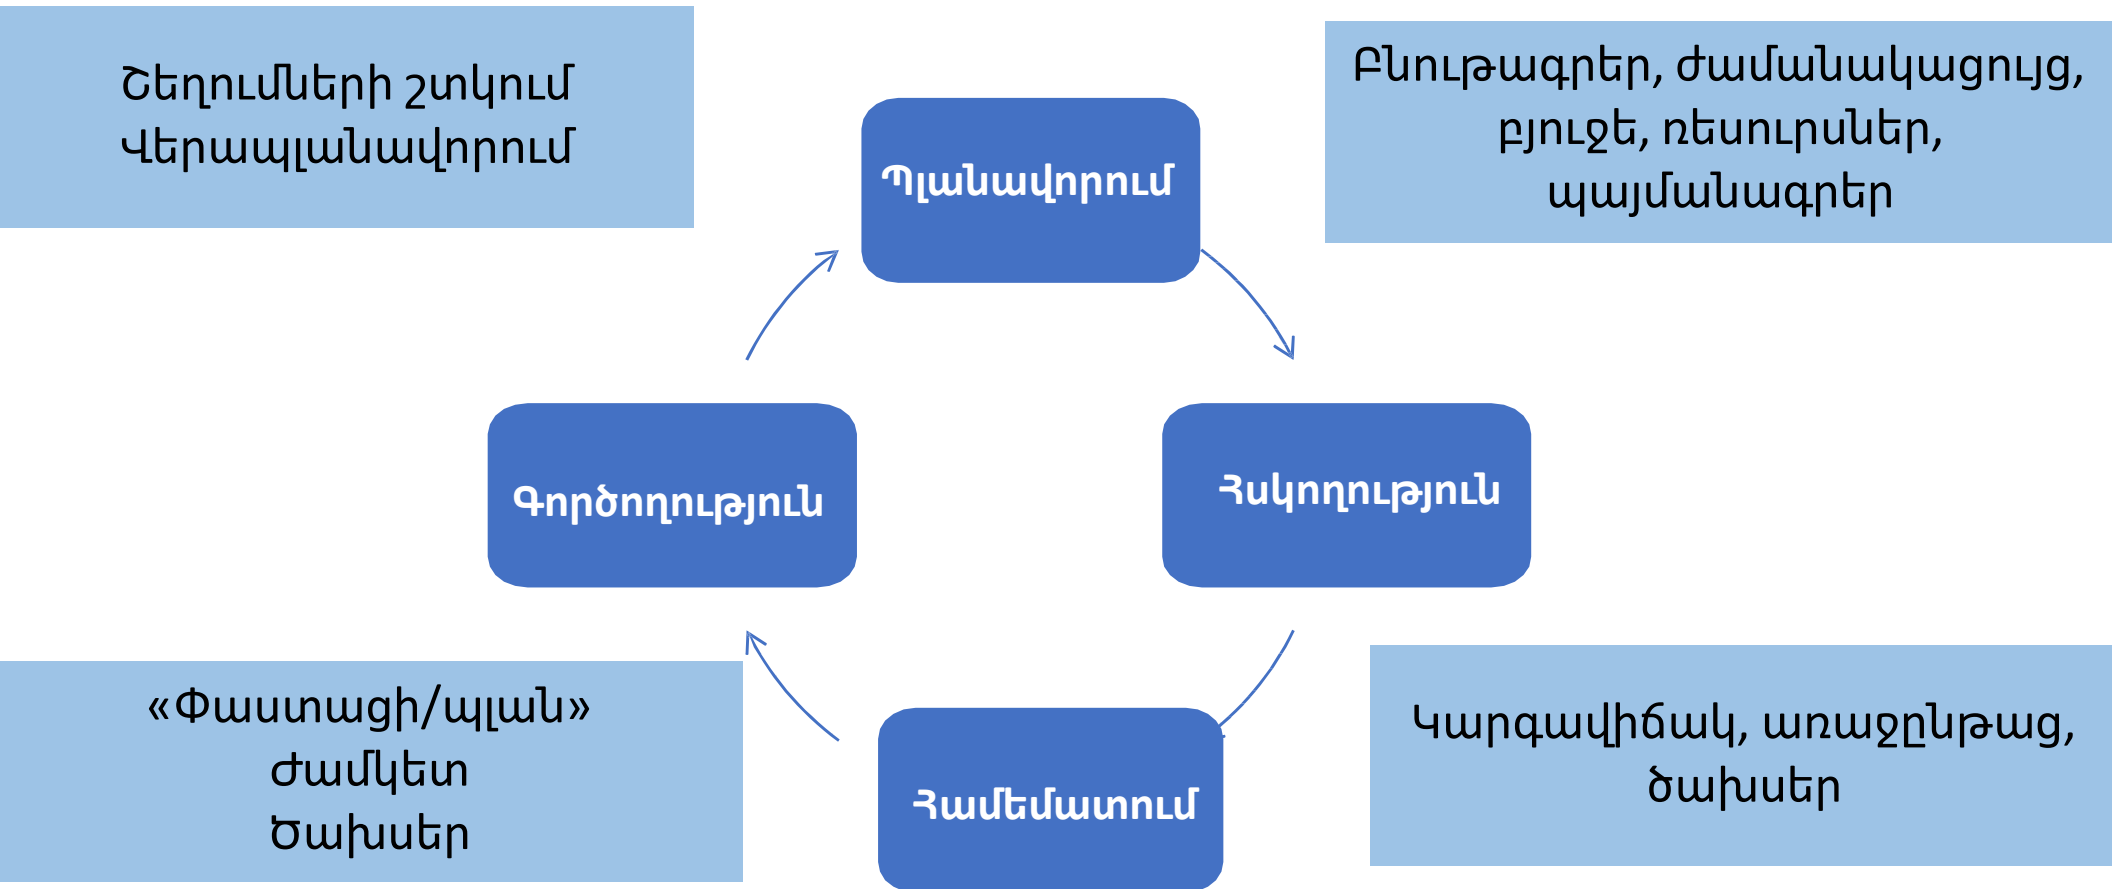 Շեղումների շտկում
Վերապլանավորում
Բնութագրեր, ժամանակացույց,
բյուջե, ռեսուրսներ,
պայմանագրեր
Պլանավորում
Գործողություն
Հսկողություն
«Փաստացի/պլան»
Ժամկետ
Ծախսեր
Համեմատում
Կարգավիճակ, առաջընթաց,
ծախսեր